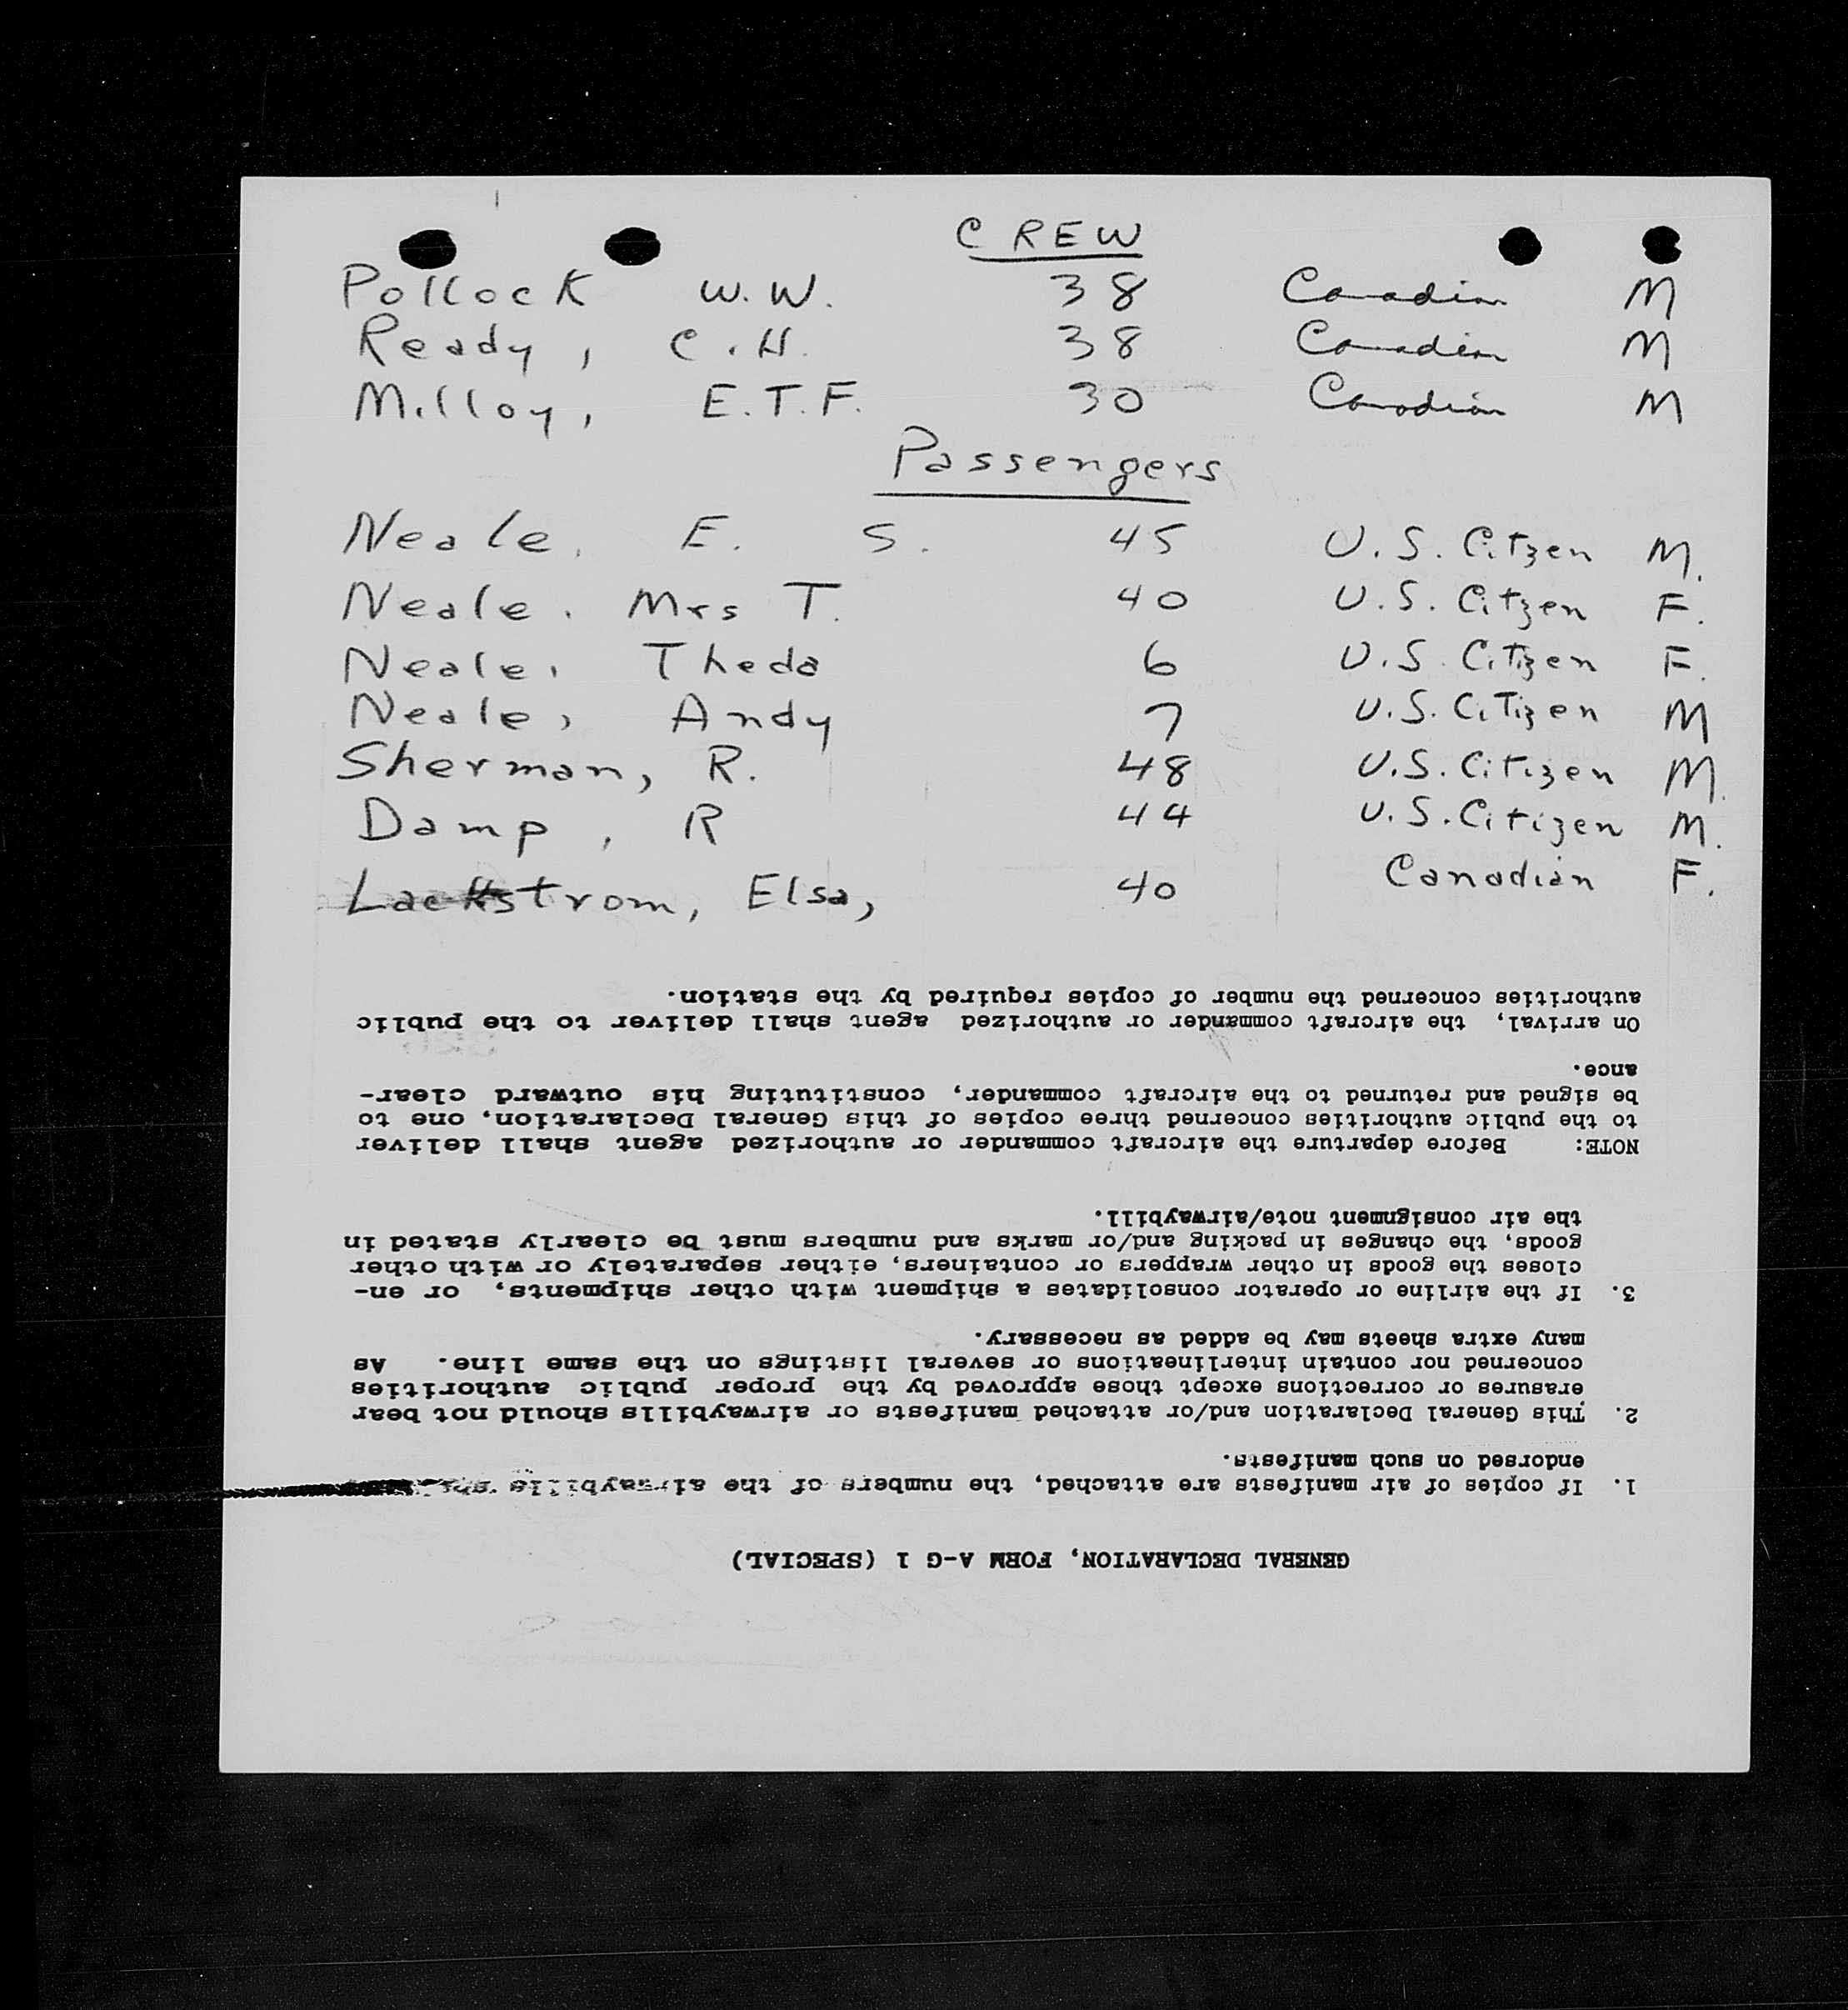 CREW
Pollock W.W. 38 Canadian M
Ready, C.H. 38 Canadian M
Milloy, E.T.F. 30 Canadian M
Passengers
Neale, E. S. 45 U.S. Citzen M.
Neale. Mrs T. 40 U.S. Citzen F.
Neale, Theda 6 U.S. Citizen F.
Neale, Andy 7 U.S. Citizen M
Sherman, R. 48 U.S. Citizen M.
Damp, R 44 U.S. Citizen M.
Elsa, 40 Canadian F.
GENERAL DECLARATION, FORM A-G 1 (SPECIAL)
1. If copies of air manifests are attached, the numbers of the airwaybills
endorsed on such manifests.
2. This General Declaration and/or attached manifests or airwaybills should not bear
erasures or corrections except those approved by the proper public authorities
concerned nor contain interlineations or several listings on the same line. As
many extra sheets may be added as necessary.
3. If the airline or operator consolidates a shipment with other shipments, or en-
closes the goods in other wrappers or containers, either separately or with other
goods, the changes in packing and/or marks and numbers must be clearly stated in
the air consignment note/airwaybill.
NOTE: Before departure the aircraft commander or authorized agent shall deliver
to the public authorities concerned three copies of this General Declaration, one to
be signed and returned to the aircraft commander, constituting his outward clear-
ance.
On arrival, the aircraft commander or authorized agent shall deliver to the public
authorities concerned the number of copies required by the station.